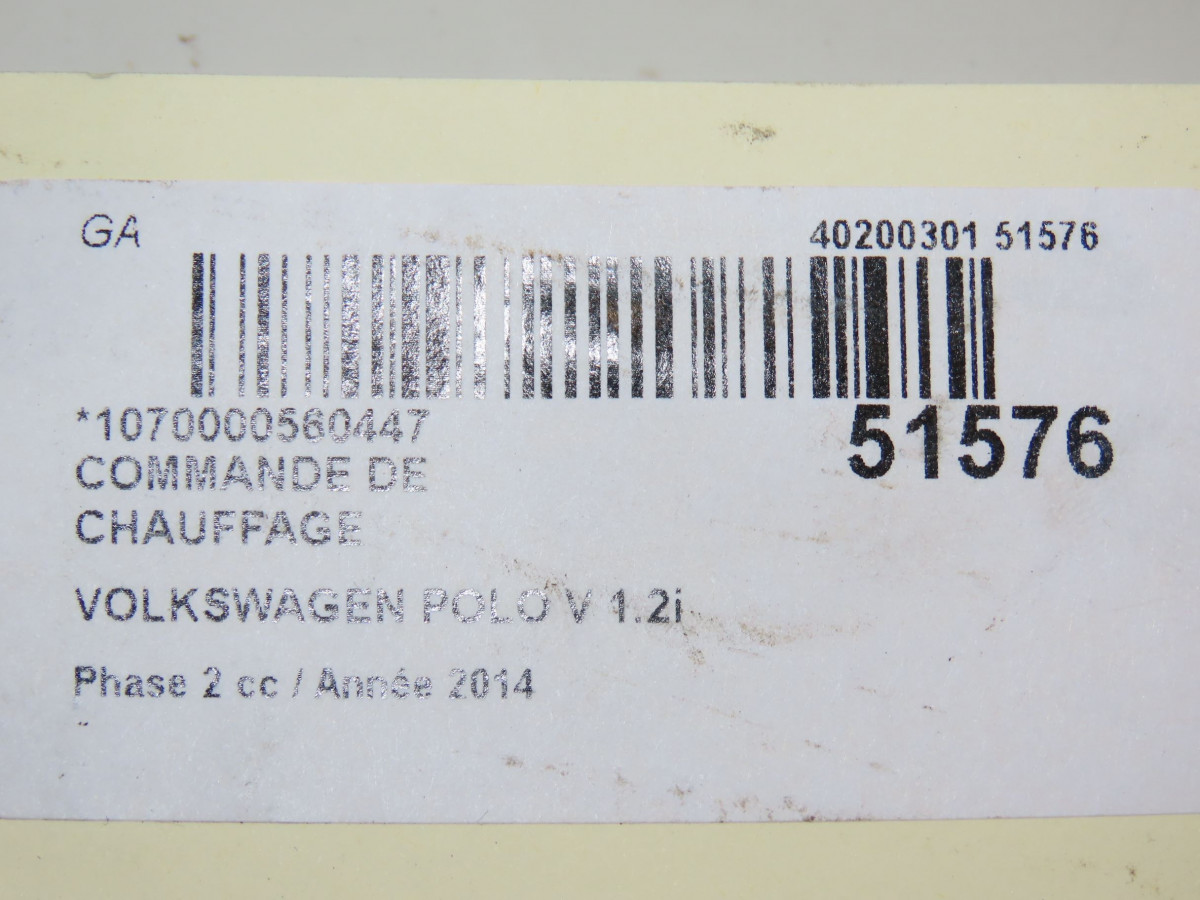 GA
40200301 51576
*1070000560447
51576
COMMANDE DE
CHAUFFAGE
VOLKSWAGEN POLO V 1.2i
Phase 2 cc / Année 2014
--